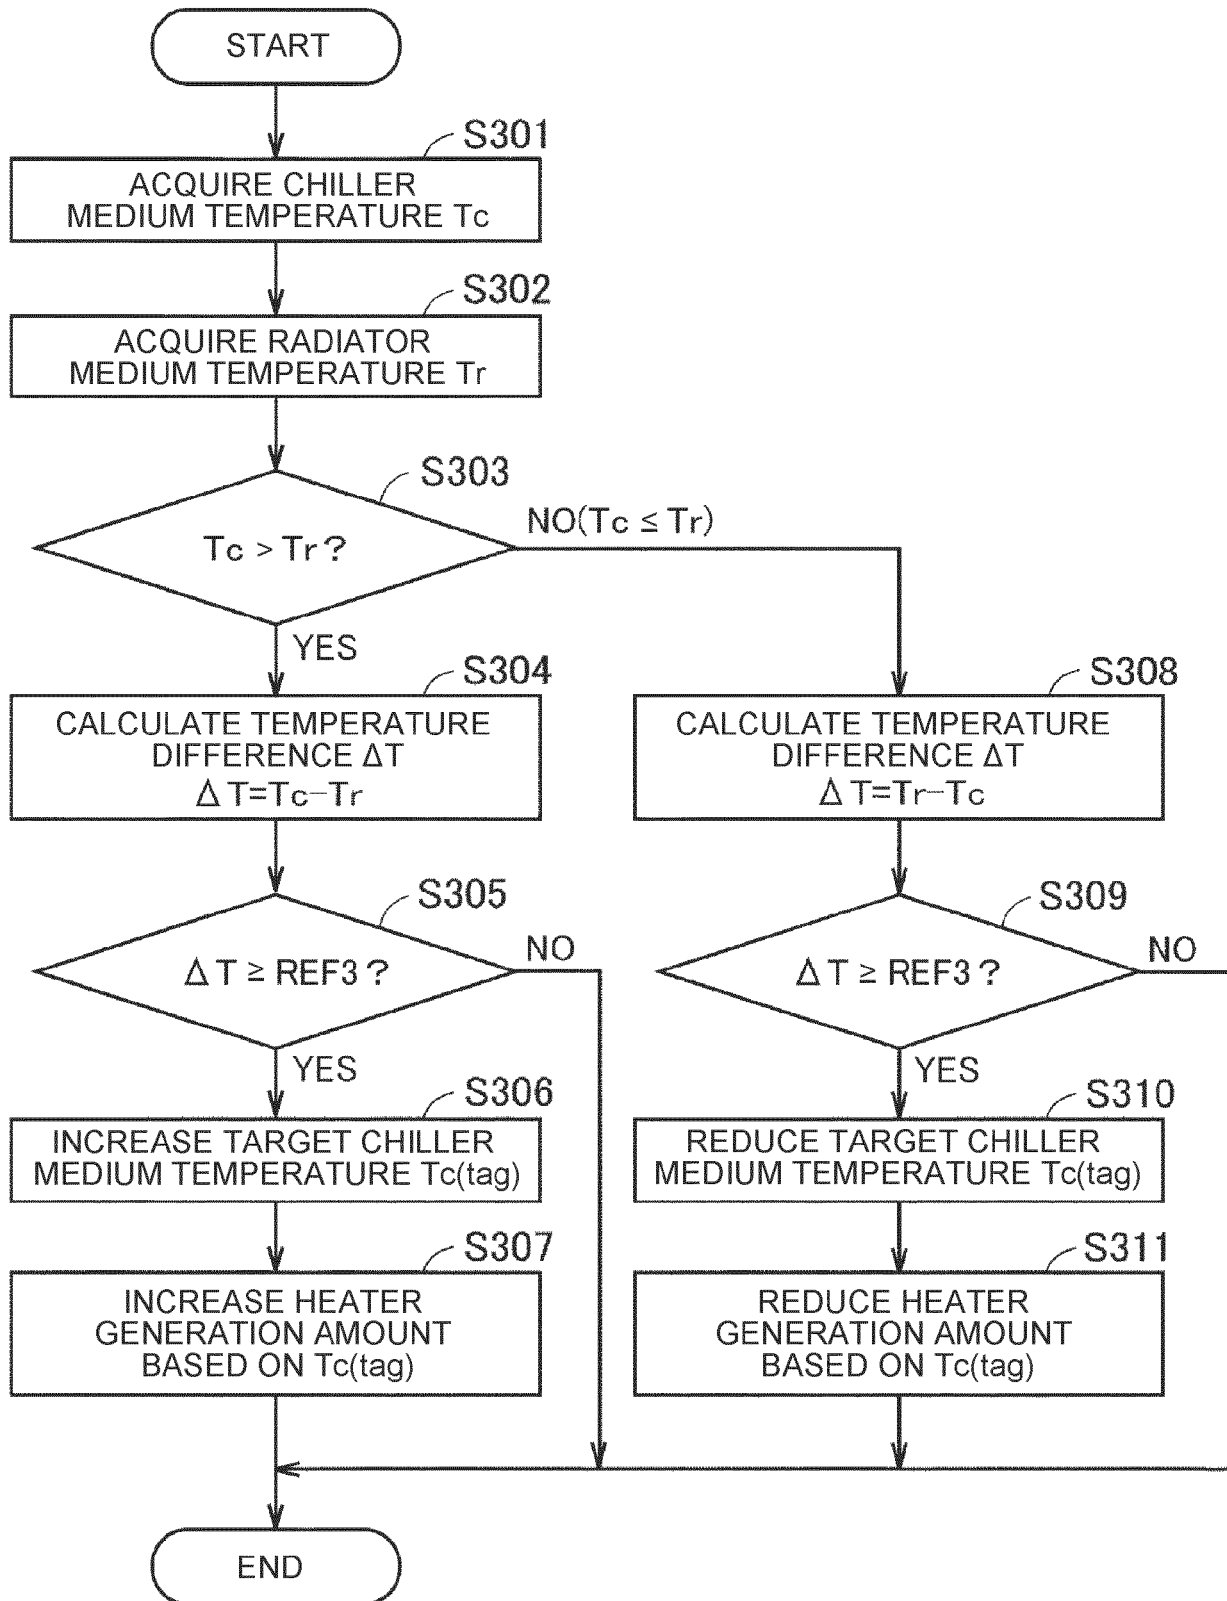 START
S301
ACQUIRE CHILLER
MEDIUM TEMPERATURE Tc
S302
ACQUIRE RADIATOR
MEDIUM TEMPERATURE Tr
S303
Tc > Tr ?
NO(Tc ≤ Tr)
YES
S304
CALCULATE TEMPERATURE
DIFFERENCE ΔT
ΔT=Tc−Tr
S305
ΔT ≥ REF3 ?
NO
YES
S306
INCREASE TARGET CHILLER
MEDIUM TEMPERATURE Tc(tag)
S307
INCREASE HEATER
GENERATION AMOUNT
BASED ON Tc(tag)
S308
CALCULATE TEMPERATURE
DIFFERENCE ΔT
ΔT=Tr−Tc
S309
ΔT ≥ REF3 ?
NO
YES
S310
REDUCE TARGET CHILLER
MEDIUM TEMPERATURE Tc(tag)
S311
REDUCE HEATER
GENERATION AMOUNT
BASED ON Tc(tag)
END